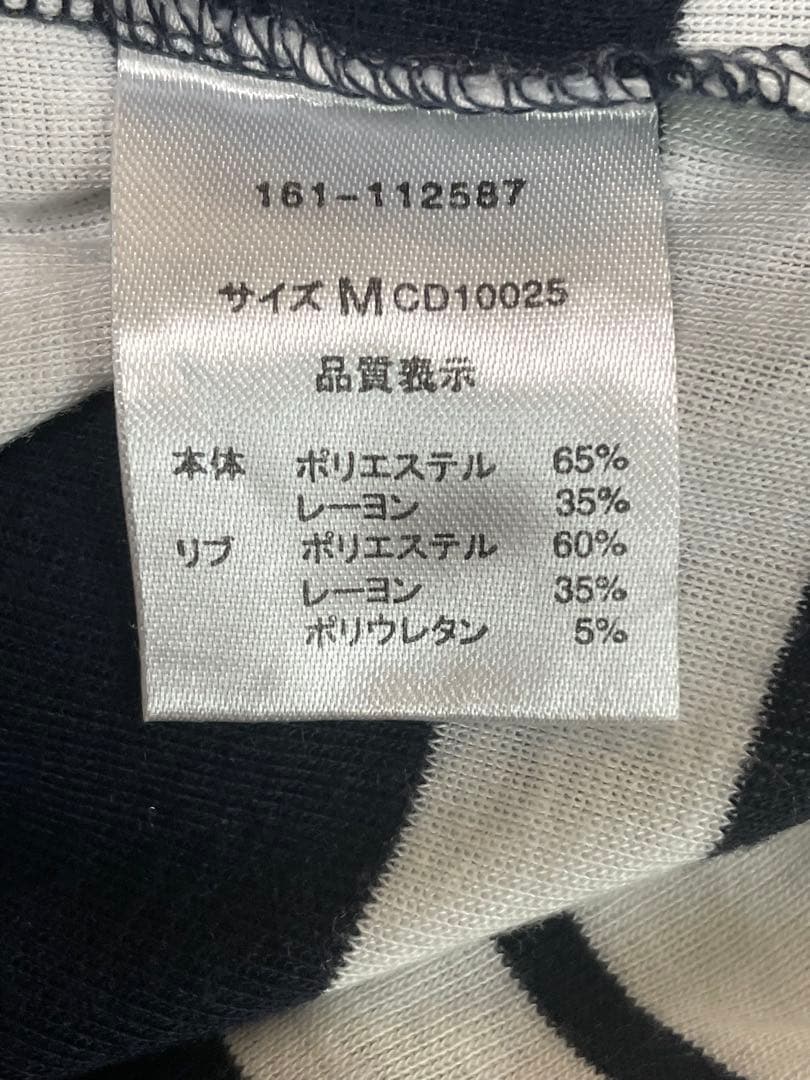 161-112587
サイズ M CD10025
品質表示
本体 ポリエステル 65%
レーヨン 35%
リブ ポリエステル 60%
レーヨン 35%
ポリウレタン 5%